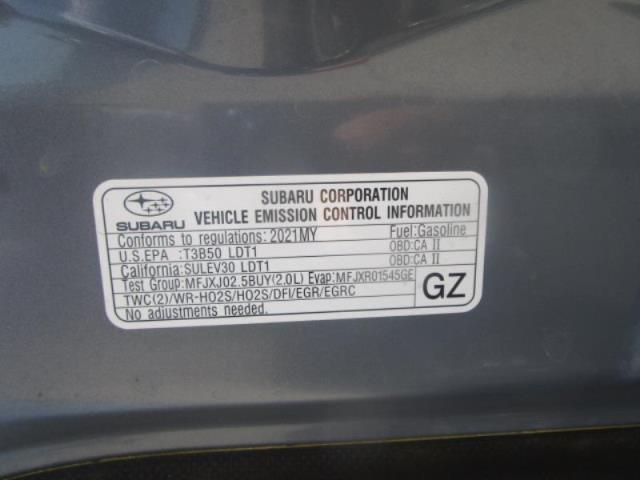 SUBARU CORPORATION
VEHICLE EMISSION CONTROL INFORMATION
SUBARU
Conforms to regulations: 2021MY Fuel:Gasoline
U.S.EPA :T3B50 LDT1 OBD:CA II
California:SULEV30 LDT1 OBD:CA II
Test Group:MFJXJ02.5BUY(2.0L) Evap:MFJXR01545GE
TWC(2)/WR-HO2S/HO2S/DFI/EGR/EGRC
No adjustments needed.
GZ